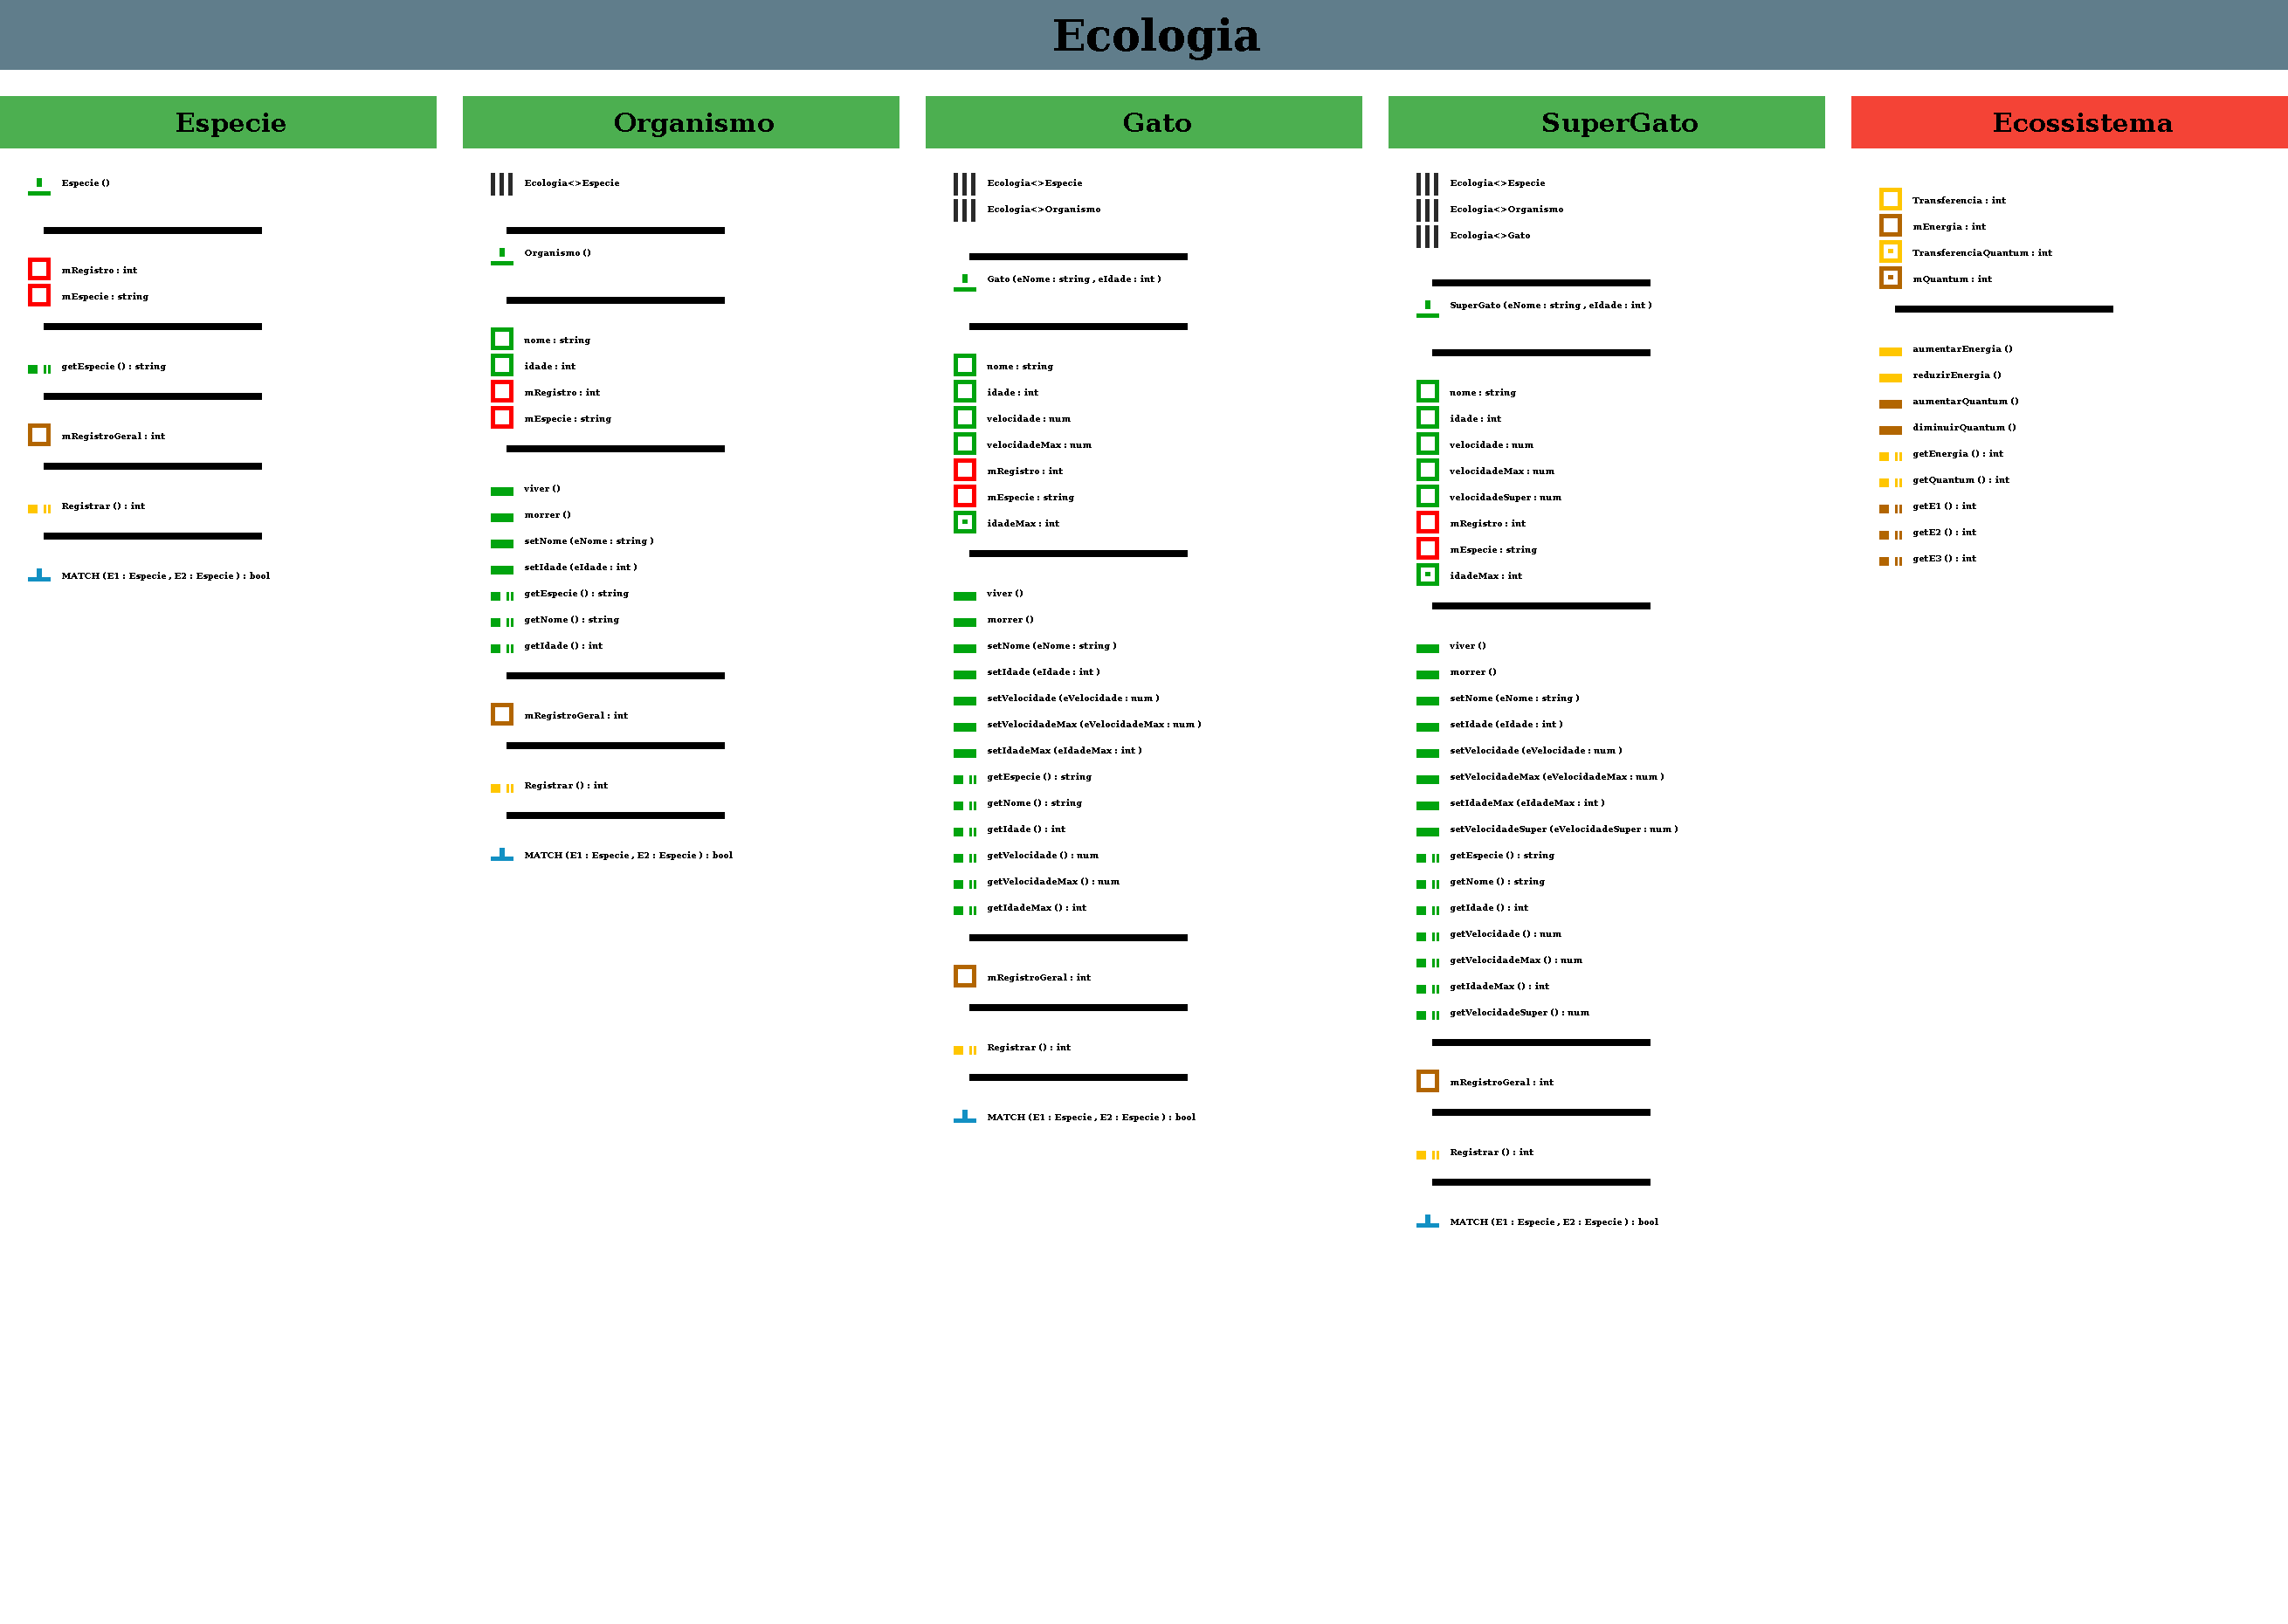 Ecologia
Especie
Especie ()
mRegistro : int
mEspecie : string
getEspecie () : string
mRegistroGeral : int
Registrar () : int
MATCH (E1 : Especie , E2 : Especie ) : bool
Organismo
Ecologia<>Especie
Organismo ()
nome : string
idade : int
mRegistro : int
mEspecie : string
viver ()
morrer ()
setNome (eNome : string )
setIdade (eIdade : int )
getEspecie () : string
getNome () : string
getIdade () : int
mRegistroGeral : int
Registrar () : int
MATCH (E1 : Especie , E2 : Especie ) : bool
Gato
Ecologia<>Especie
Ecologia<>Organismo
Gato (eNome : string , eIdade : int )
nome : string
idade : int
velocidade : num
velocidadeMax : num
mRegistro : int
mEspecie : string
idadeMax : int
viver ()
morrer ()
setNome (eNome : string )
setIdade (eIdade : int )
setVelocidade (eVelocidade : num )
setVelocidadeMax (eVelocidadeMax : num )
setIdadeMax (eIdadeMax : int )
getEspecie () : string
getNome () : string
getIdade () : int
getVelocidade () : num
getVelocidadeMax () : num
getIdadeMax () : int
mRegistroGeral : int
Registrar () : int
MATCH (E1 : Especie , E2 : Especie ) : bool
SuperGato
Ecologia<>Especie
Ecologia<>Organismo
Ecologia<>Gato
SuperGato (eNome : string , eIdade : int )
nome : string
idade : int
velocidade : num
velocidadeMax : num
velocidadeSuper : num
mRegistro : int
mEspecie : string
idadeMax : int
viver ()
morrer ()
setNome (eNome : string )
setIdade (eIdade : int )
setVelocidade (eVelocidade : num )
setVelocidadeMax (eVelocidadeMax : num )
setIdadeMax (eIdadeMax : int )
setVelocidadeSuper (eVelocidadeSuper : num )
getEspecie () : string
getNome () : string
getIdade () : int
getVelocidade () : num
getVelocidadeMax () : num
getIdadeMax () : int
getVelocidadeSuper () : num
mRegistroGeral : int
Registrar () : int
MATCH (E1 : Especie , E2 : Especie ) : bool
Ecossistema
Transferencia : int
mEnergia : int
TransferenciaQuantum : int
mQuantum : int
aumentarEnergia ()
reduzirEnergia ()
aumentarQuantum ()
diminuirQuantum ()
getEnergia () : int
getQuantum () : int
getE1 () : int
getE2 () : int
getE3 () : int